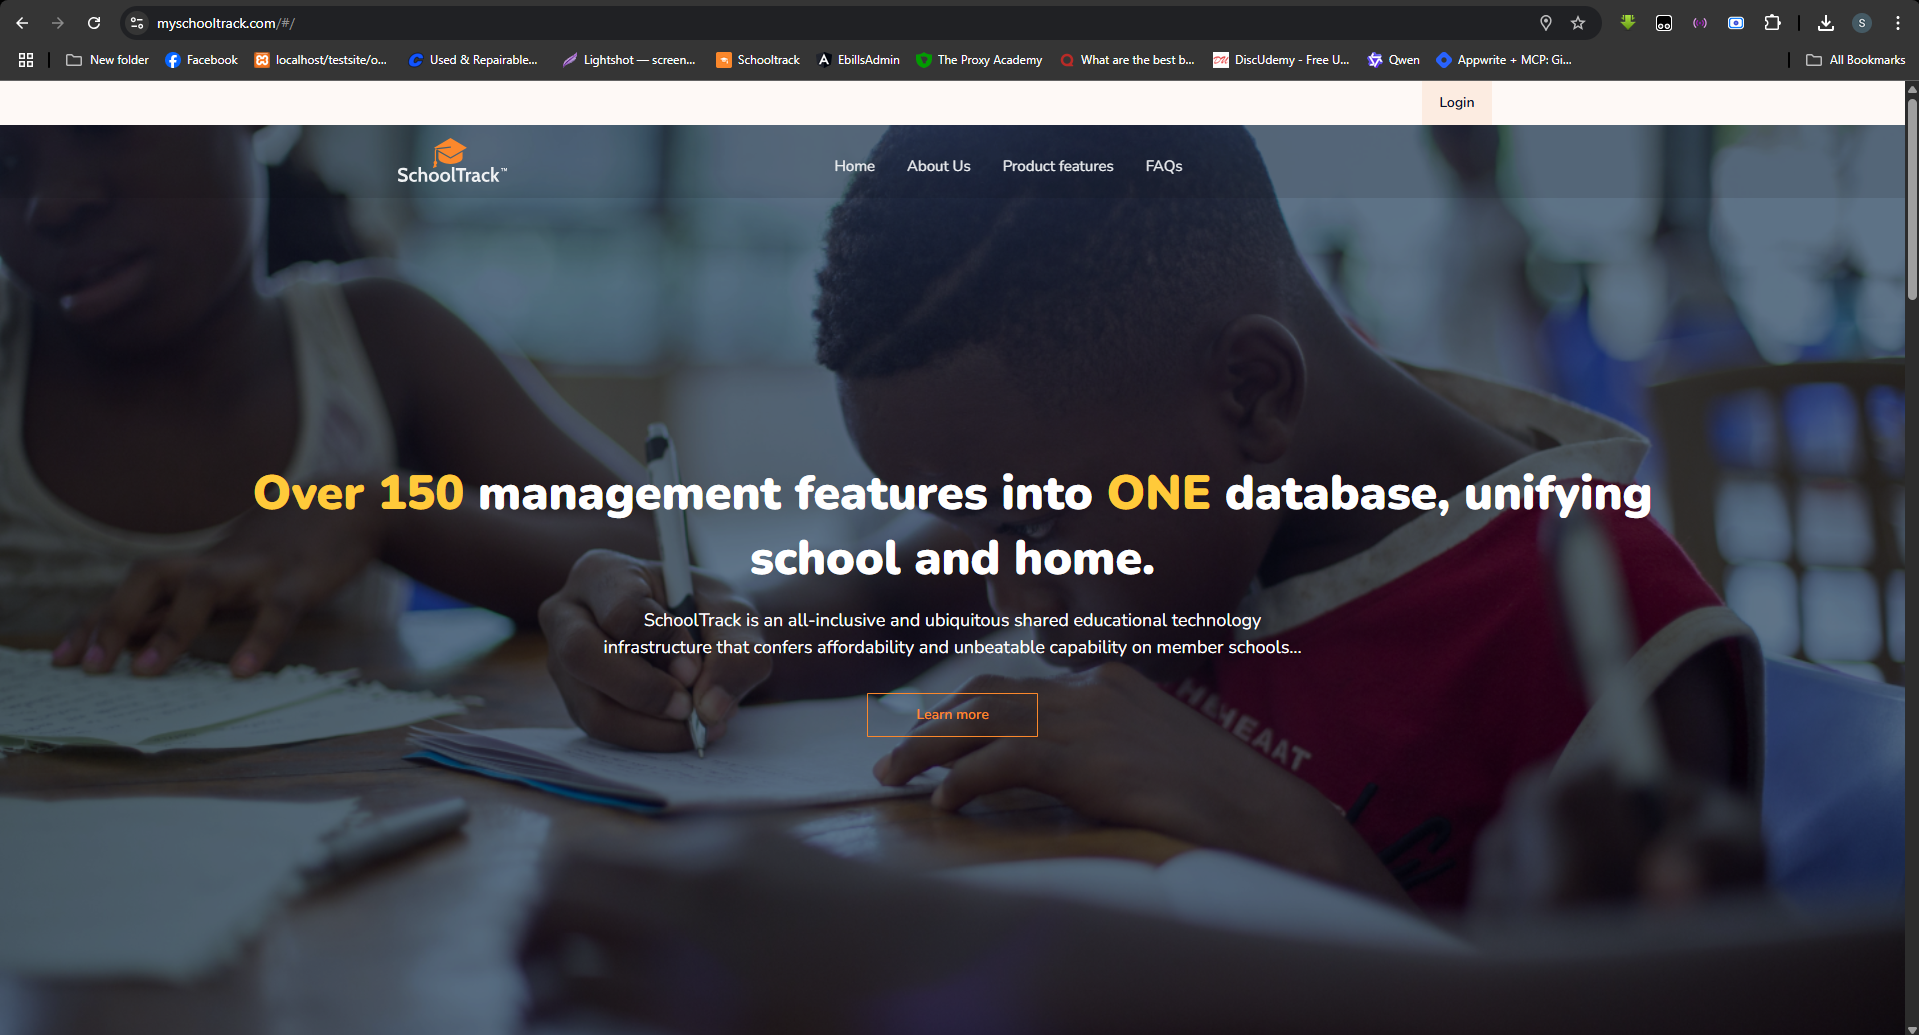 myschooltrack.com/#/
S
New folder
Facebook
localhost/testsite/o...
Used & Repairable...
Lightshot — screen...
Schooltrack
EbillsAdmin
The Proxy Academy
What are the best b...
DiscUdemy - Free U...
Qwen
Appwrite + MCP: Gi...
All Bookmarks
Login
SchoolTrack™
Home
About Us
Product features
FAQs
Over 150 management features into ONE database, unifying
school and home.
SchoolTrack is an all-inclusive and ubiquitous shared educational technology
infrastructure that confers affordability and unbeatable capability on member schools...
Learn more